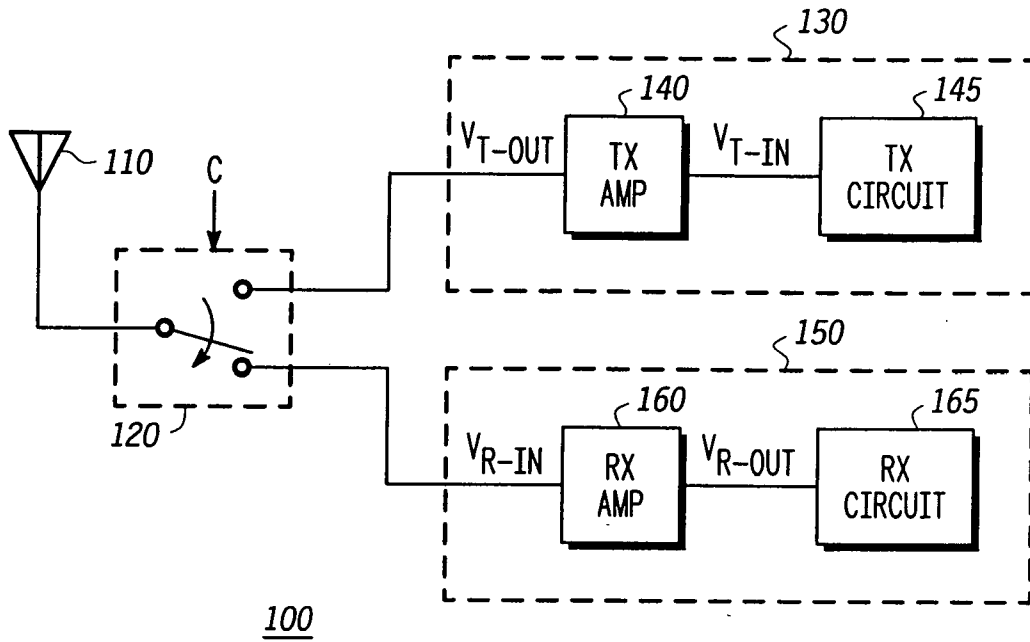 130
140
145
V_T-OUT
TX
AMP
V_T-IN
TX
CIRCUIT
110
C
120
150
160
165
V_R-IN
RX
AMP
V_R-OUT
RX
CIRCUIT
100